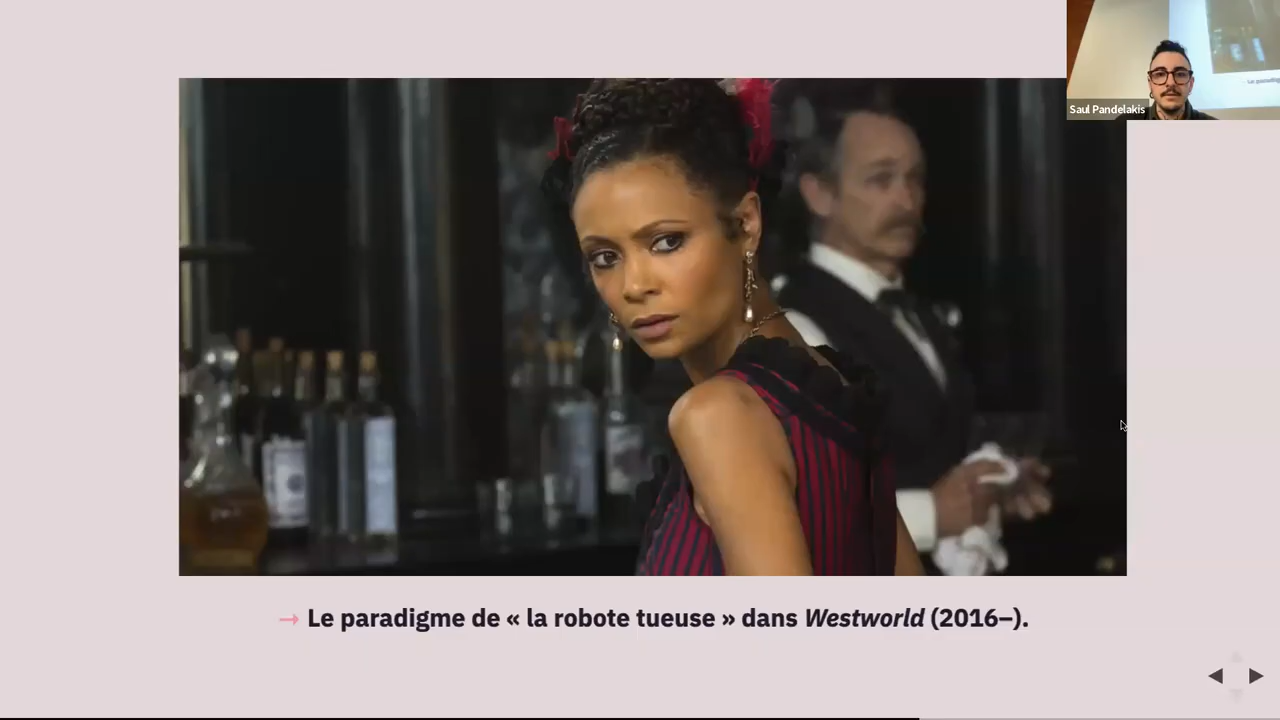 Saul Pandelakis
→ Le paradigme de « la robote tueuse » dans Westworld (2016–).